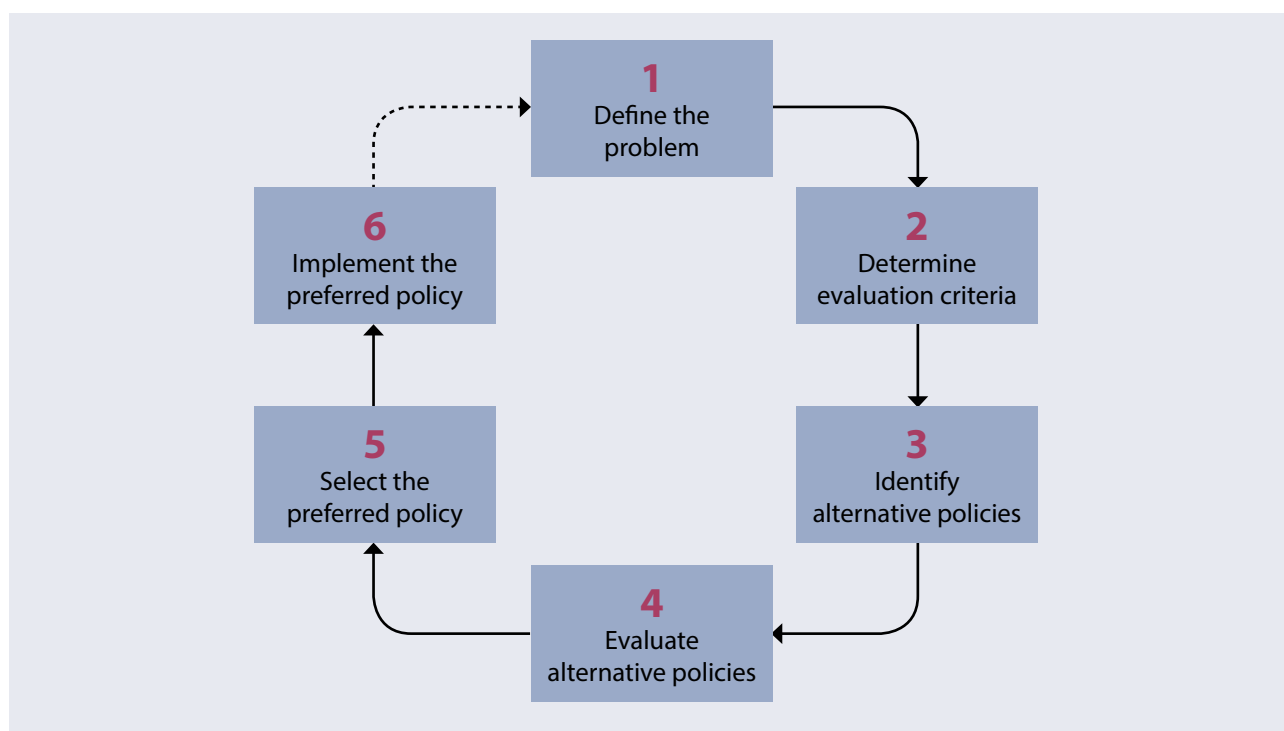 1
Define the
problem
2
Determine
evaluation criteria
3
Identify
alternative policies
4
Evaluate
alternative policies
5
Select the
preferred policy
6
Implement the
preferred policy